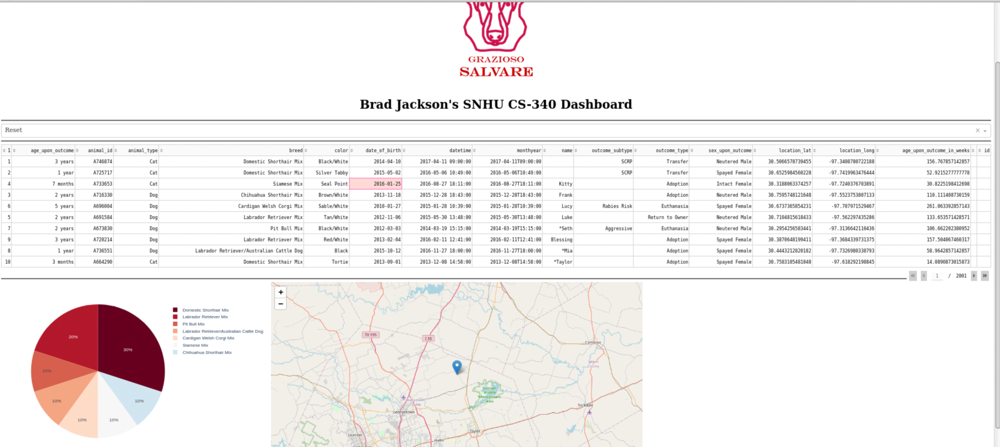 GRAZIOSO
SALVARE
Brad Jackson's SNHU CS-340 Dashboard
Reset
1 age_upon_outcome animal_id animal_type breed color date_of_birth datetime monthyear name outcome_subtype outcome_type sex_upon_outcome location_lat location_long age_upon_outcome_in_weeks id
1 3 years A746874 Cat Domestic Shorthair Mix Black/White 2014-04-10 2017-04-11 09:00:00 2017-04-11T09:00:00 SCRP Transfer Neutered Male 30.5066578739455 -97.3408780722188 156.767857142857
2 1 year A725717 Cat Domestic Shorthair Mix Silver Tabby 2015-05-02 2016-05-06 10:49:00 2016-05-06T10:49:00 SCRP Transfer Spayed Female 30.6525984560228 -97.7419963476444 52.9215277777778
4 7 months A733653 Cat Siamese Mix Seal Point 2016-01-25 2016-08-27 18:11:00 2016-08-27T18:11:00 Kitty Adoption Intact Female 30.3188063374257 -97.7240376703891 30.8225198412698
3 2 years A716330 Dog Chihuahua Shorthair Mix Brown/White 2013-11-18 2015-12-28 18:43:00 2015-12-28T18:43:00 Frank Adoption Neutered Male 30.7595748121648 -97.5523753807133 110.111408730159
6 5 years A696004 Dog Cardigan Welsh Corgi Mix Sable/White 2010-01-27 2015-01-28 10:39:00 2015-01-28T10:39:00 Lucy Rabies Risk Euthanasia Spayed Female 30.6737365854231 -97.707971529467 261.063392857143
5 2 years A691584 Dog Labrador Retriever Mix Tan/White 2012-11-06 2015-05-30 13:48:00 2015-05-30T13:48:00 Luke Return to Owner Neutered Male 30.7104815618433 -97.562297435286 133.653571428571
7 2 years A673830 Dog Pit Bull Mix Black/White 2012-03-03 2014-03-19 15:15:00 2014-03-19T15:15:00 *Seth Aggressive Euthanasia Neutered Male 30.2954256583441 -97.3136642110436 106.662202380952
9 3 years A720214 Dog Labrador Retriever Mix Red/White 2013-02-04 2016-02-11 12:41:00 2016-02-11T12:41:00 Blessing Adoption Spayed Female 30.3870648199411 -97.3684339731375 157.504067460317
8 1 year A736551 Dog Labrador Retriever/Australian Cattle Dog Black 2015-10-12 2016-11-27 18:00:00 2016-11-27T18:00:00 *Mia Adoption Spayed Female 30.4443212820182 -97.7326980338793 58.9642857142857
10 3 months A664290 Cat Domestic Shorthair Mix Tortie 2013-09-01 2013-12-08 14:58:00 2013-12-08T14:58:00 *Taylor Adoption Spayed Female 30.7583105481048 -97.618292198845 14.0890873015873
1 / 2001
Domestic Shorthair Mix
Labrador Retriever Mix
Pit Bull Mix
Labrador Retriever/Australian Cattle Dog
Cardigan Welsh Corgi Mix
Siamese Mix
Chihuahua Shorthair Mix
20%
30%
10%
10%
10%
10%
10%
+
−
TX 195
I 35
Cameron
Milam
County
Granger
Wildlife
Management
Area
Williamson
County
Georgetown
Rockdale
Taylor
Leander
Hutto